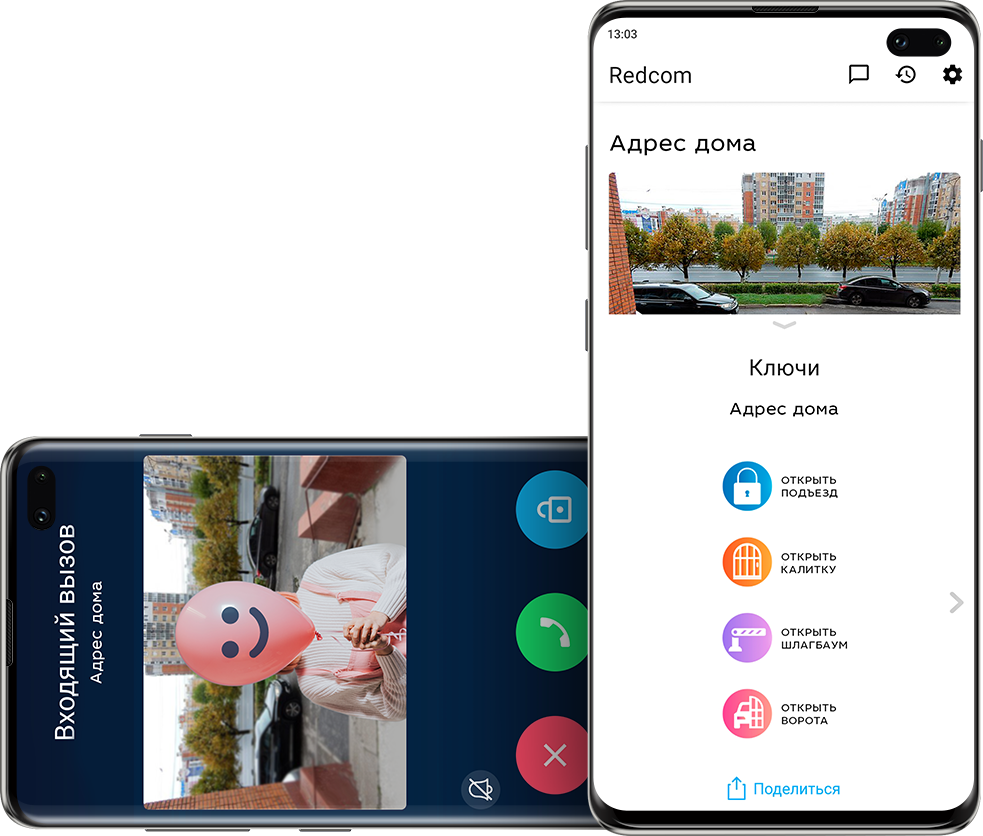 13:03
Redcom
Адрес дома
Ключи
Адрес дома
ОТКРЫТЬ
ПОДЪЕЗД
ОТКРЫТЬ
КАЛИТКУ
ОТКРЫТЬ
ШЛАГБАУМ
ОТКРЫТЬ
ВОРОТА
Поделиться
Входящий вызов
Адрес дома